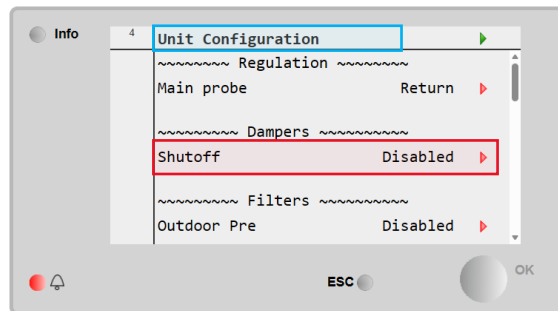 Info
4
Unit Configuration
~~~~~~~~ Regulation ~~~~~~~~
Main probe Return
~~~~~~~~~ Dampers ~~~~~~~~~~
Shutoff Disabled
~~~~~~~~~ Filters ~~~~~~~~~~
Outdoor Pre Disabled
ESC
OK